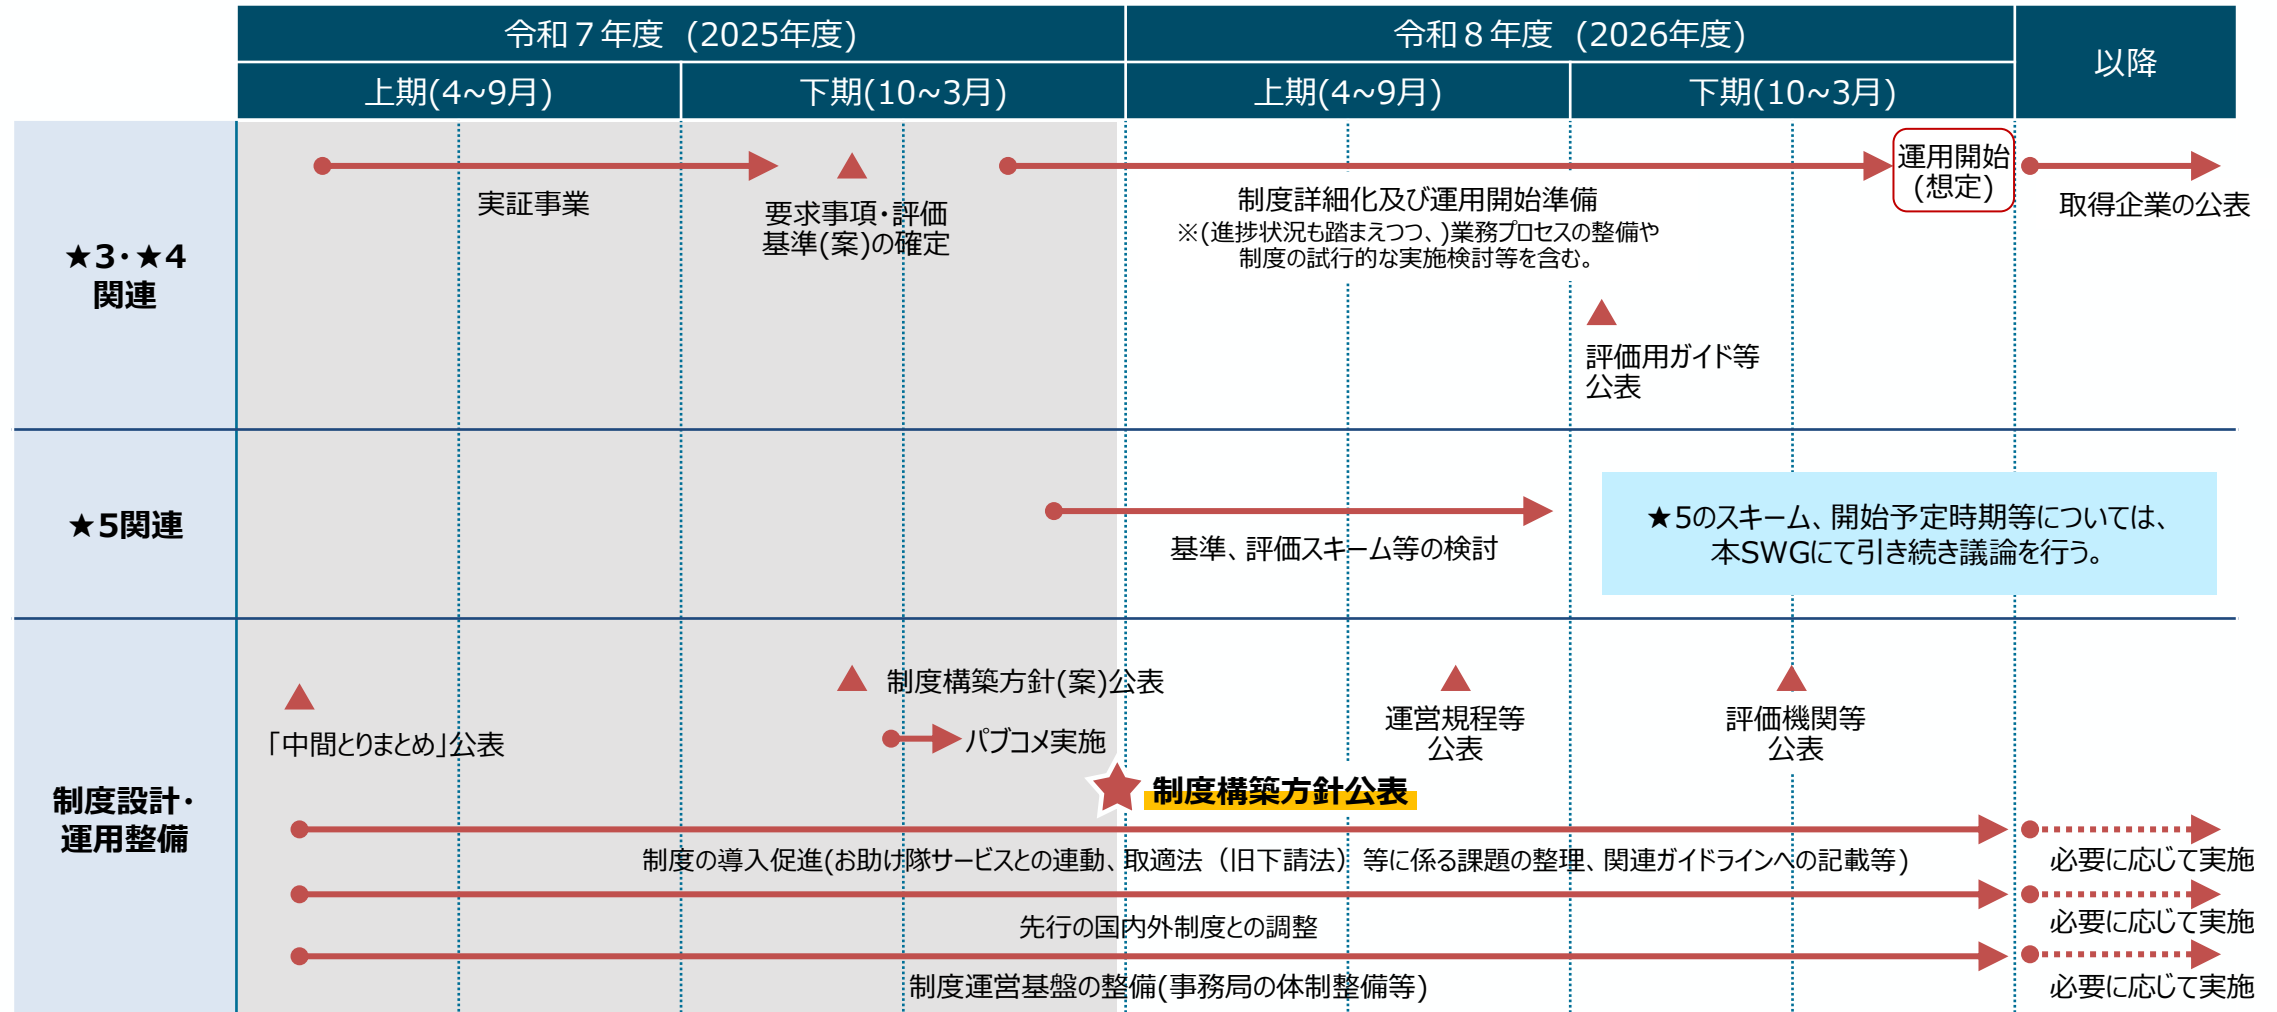 令和７年度 (2025年度)
令和８年度 (2026年度)
以降
上期(4~9月)
下期(10~3月)
上期(4~9月)
下期(10~3月)
★3・★4
関連
実証事業
要求事項・評価
基準(案)の確定
制度詳細化及び運用開始準備
※(進捗状況も踏まえつつ、)業務プロセスの整備や
制度の試行的な実施検討等を含む。
運用開始
(想定)
取得企業の公表
評価用ガイド等
公表
★5関連
基準、評価スキーム等の検討
★5のスキーム、開始予定時期等については、
本SWGにて引き続き議論を行う。
制度設計・
運用整備
「中間とりまとめ」公表
制度構築方針(案)公表
パブコメ実施
制度構築方針公表
運営規程等
公表
評価機関等
公表
制度の導入促進(お助け隊サービスとの連動、取適法（旧下請法）等に係る課題の整理、関連ガイドラインへの記載等)
必要に応じて実施
先行の国内外制度との調整
必要に応じて実施
制度運営基盤の整備(事務局の体制整備等)
必要に応じて実施